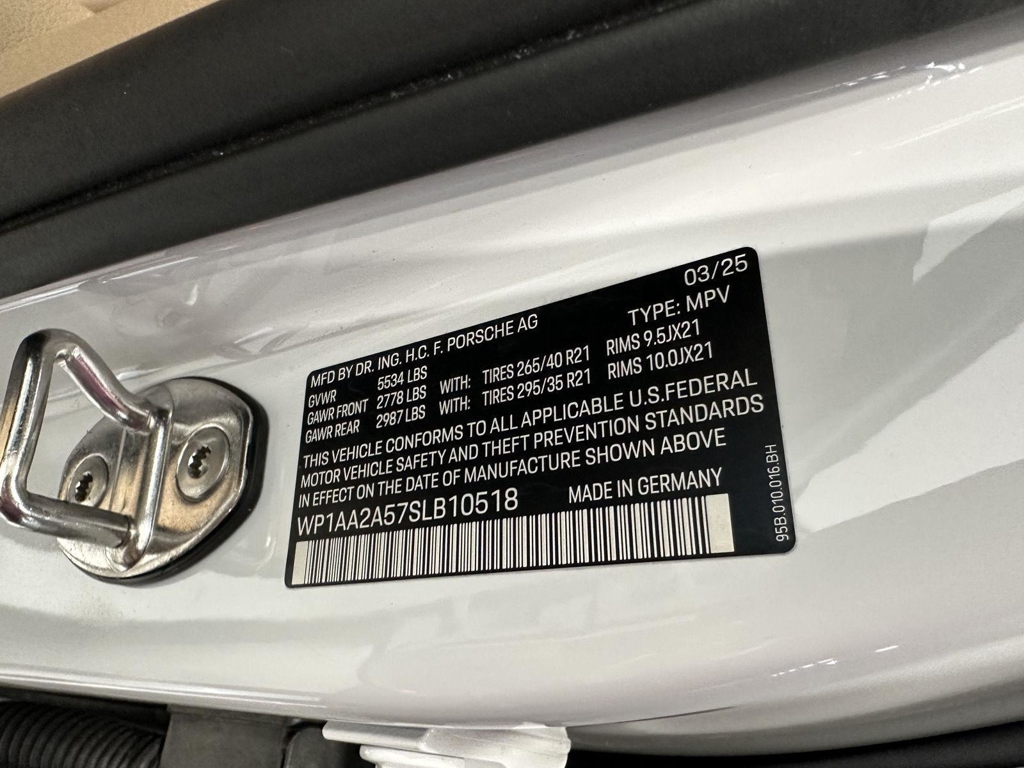 03/25
MFD BY DR. ING. H.C. F. PORSCHE AG TYPE: MPV
GVWR 5534 LBS
GAWR FRONT 2778 LBS WITH: TIRES 265/40 R21 RIMS 9.5JX21
GAWR REAR 2987 LBS WITH: TIRES 295/35 R21 RIMS 10.0JX21
THIS VEHICLE CONFORMS TO ALL APPLICABLE U.S.FEDERAL
MOTOR VEHICLE SAFETY AND THEFT PREVENTION STANDARDS
IN EFFECT ON THE DATE OF MANUFACTURE SHOWN ABOVE
WP1AA2A57SLB10518 MADE IN GERMANY
95B.010.016.BH